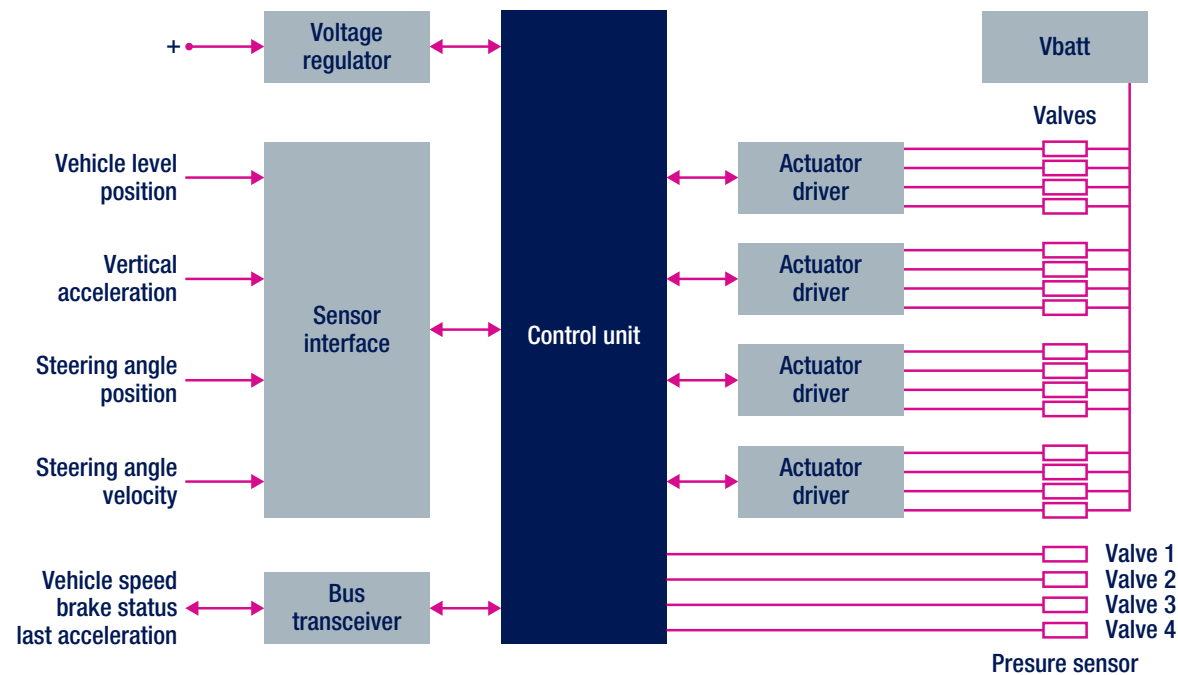 +
Voltage
regulator
Vbatt
Valves
Vehicle level
position
Vertical
acceleration
Steering angle
position
Steering angle
velocity
Sensor
interface
Control unit
Actuator
driver
Actuator
driver
Actuator
driver
Actuator
driver
Vehicle speed
brake status
last acceleration
Bus
transceiver
Valve 1
Valve 2
Valve 3
Valve 4
Presure sensor